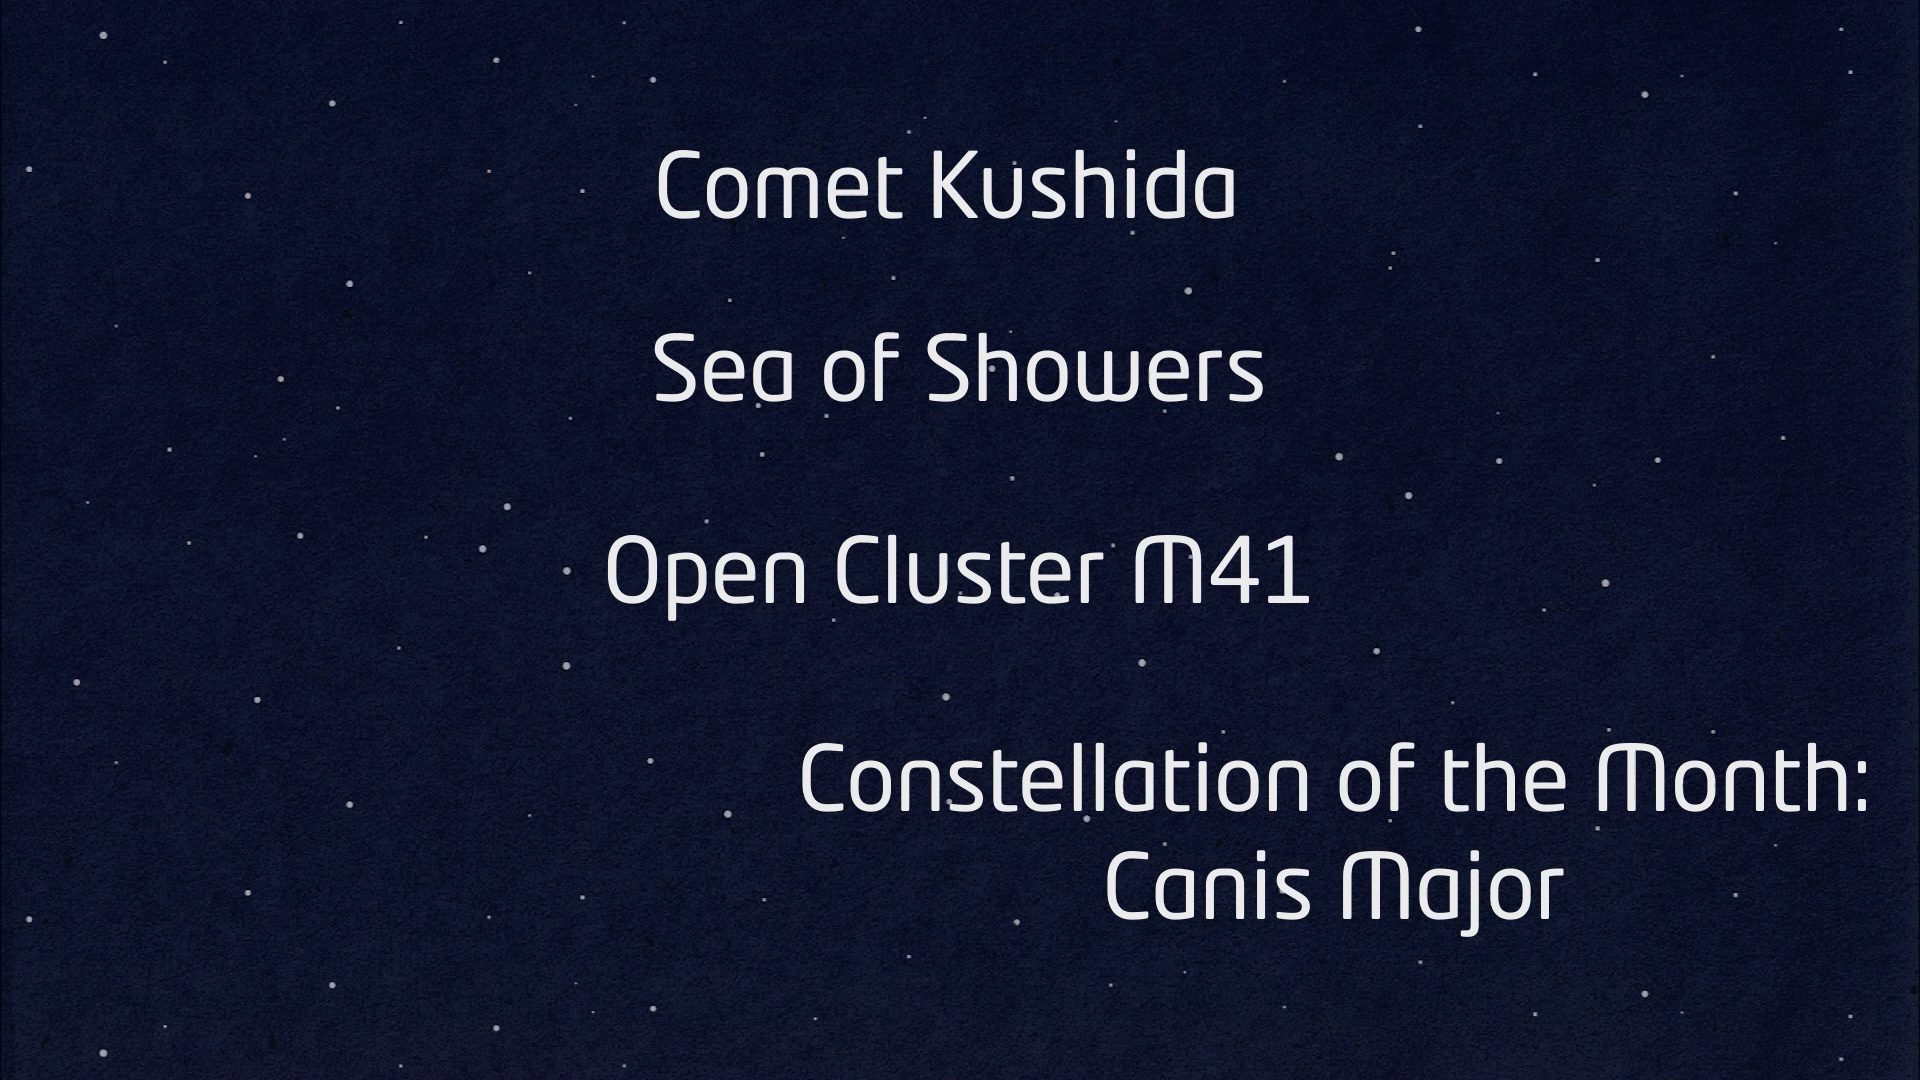 Comet Kushida
Sea of Showers
Open Cluster M41
Constellation of the Month:
Canis Major